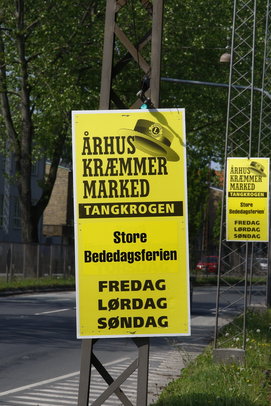 ÅRHUS
KRÆMMER
MARKED
TANGKROGEN
Store
Bededagsferien
FREDAG
LØRDAG
SØNDAG
ÅRHUS
KRÆMMER
MARKED
TANGKROGEN
Store
Bededagsferien
FREDAG
LØRDAG
SØNDAG